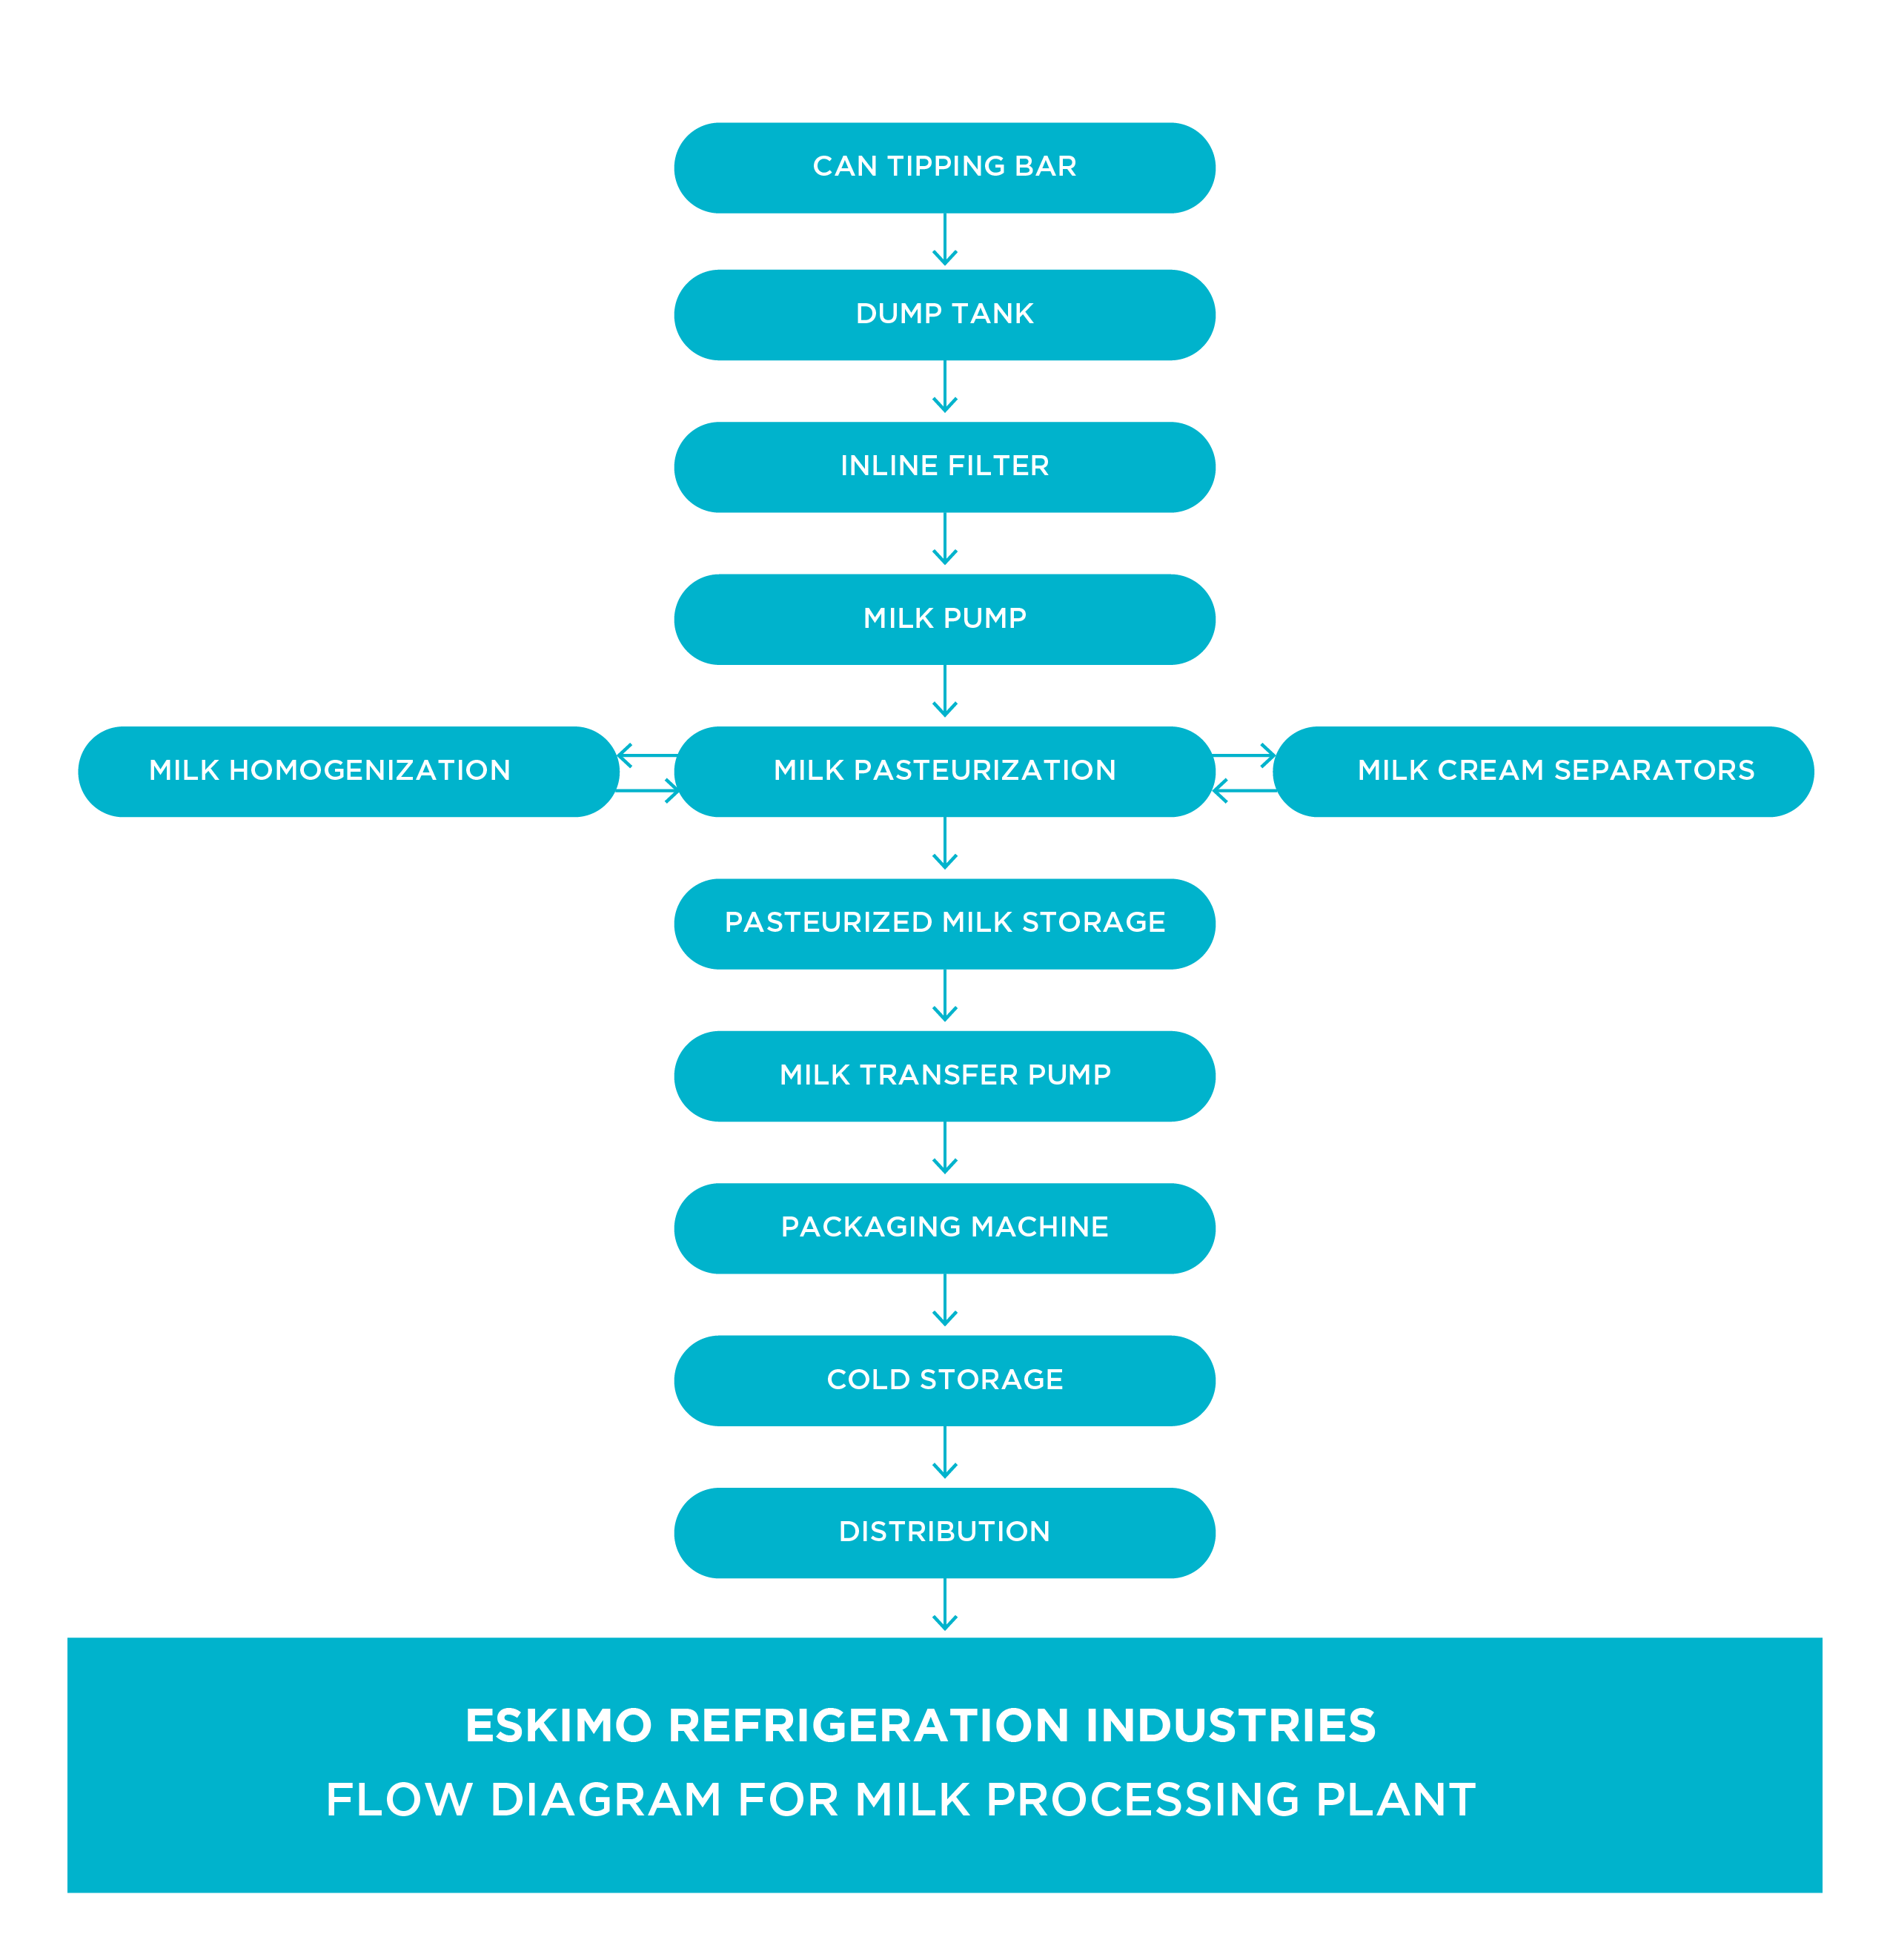 CAN TIPPING BAR
DUMP TANK
INLINE FILTER
MILK PUMP
MILK HOMOGENIZATION
MILK PASTEURIZATION
MILK CREAM SEPARATORS
PASTEURIZED MILK STORAGE
MILK TRANSFER PUMP
PACKAGING MACHINE
COLD STORAGE
DISTRIBUTION
ESKIMO REFRIGERATION INDUSTRIES
FLOW DIAGRAM FOR MILK PROCESSING PLANT